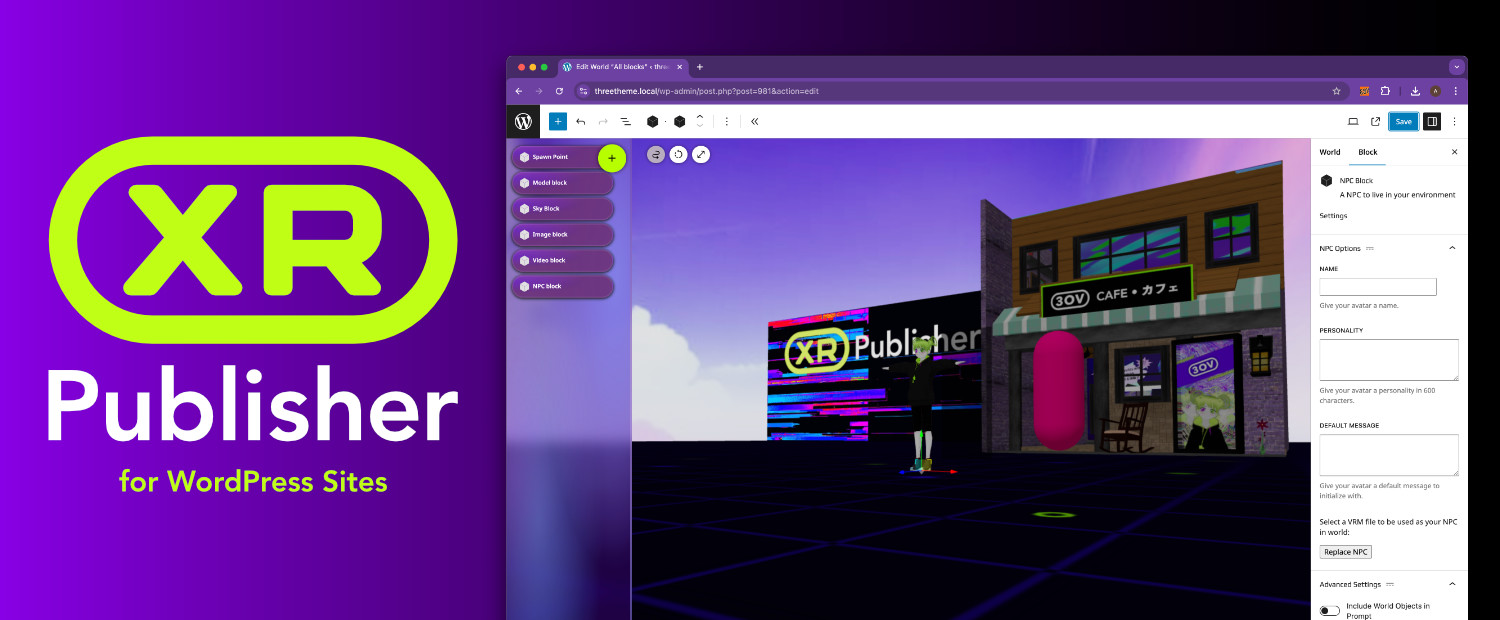 XR
Publisher
for WordPress Sites
Edit World "All blocks" ‹ thre
threetheme.local/wp-admin/post.php?post=981&action=edit
Save
Spawn Point
Model block
Sky Block
Image block
Video block
NPC block
XR Publisher
3OV CAFE • カフェ
3OV
World Block
NPC Block
A NPC to live in your environment
Settings
NPC Options
NAME
Give your avatar a name.
PERSONALITY
Give your avatar a personality in 600
characters.
DEFAULT MESSAGE
Give your avatar a default message to
initialize with.
Select a VRM file to be used as your NPC
in world:
Replace NPC
Advanced Settings
Include World Objects in
Prompt